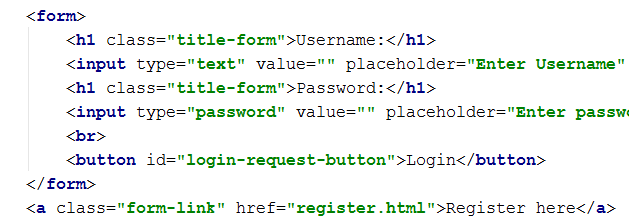 <form>
<h1 class="title-form">Username:</h1>
<input type="text" value="" placeholder="Enter Username"
<h1 class="title-form">Password:</h1>
<input type="password" value="" placeholder="Enter
<br>
<button id="login-request-button">Login</button>
</form>
<a class="form-link" href="register.html">Register here</a>